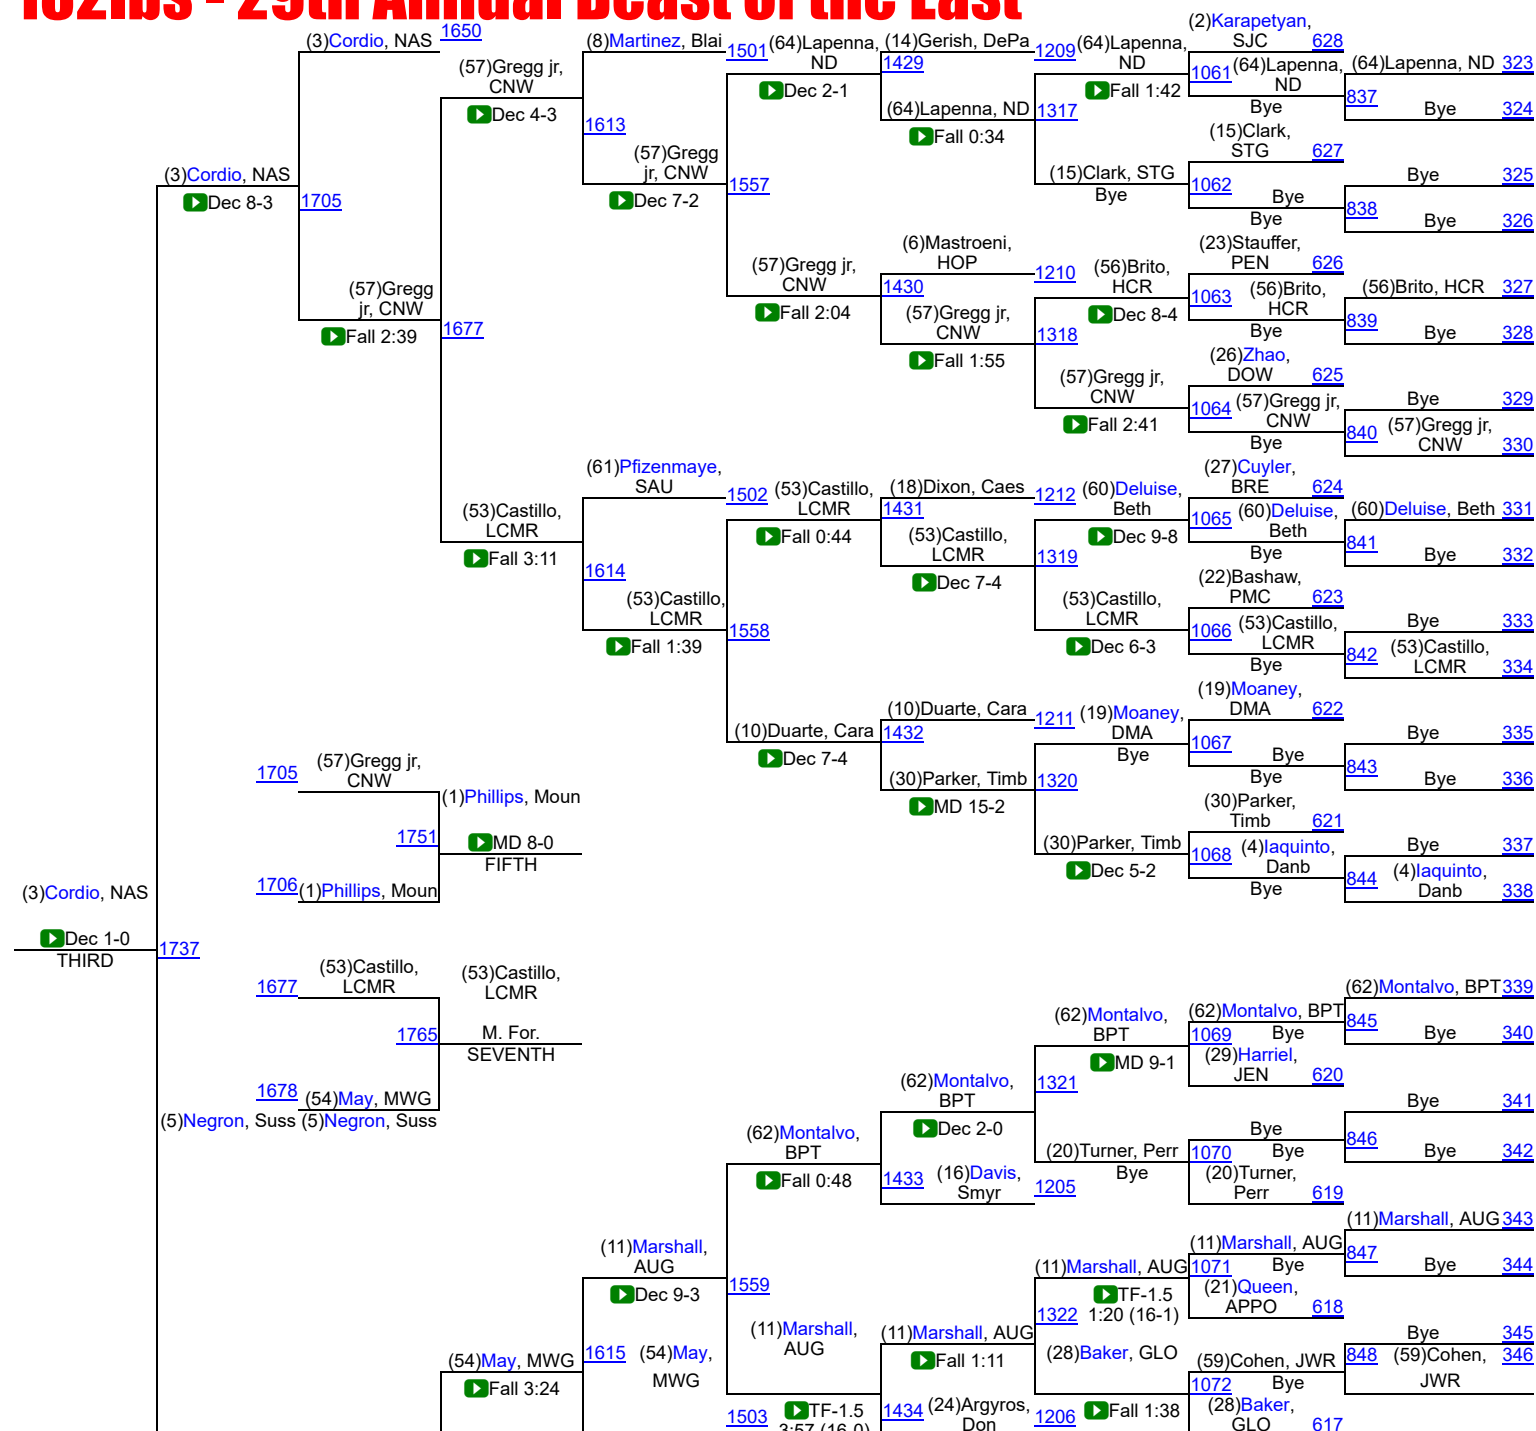 182lbs - 29th Annual Beast of the East
(3)Cordio, NAS 1650
(57)Gregg jr,
CNW
Dec 4-3
(3)Cordio, NAS
Dec 8-3
1705
(57)Gregg
jr, CNW
Fall 2:39
1677
(8)Martinez, Blai 1501
1613
(57)Gregg
jr, CNW
Dec 7-2
(64)Lapenna,
ND
Dec 2-1
1557
(57)Gregg jr,
CNW
Fall 2:04
(14)Gerish, DePa 1209
1429
(64)Lapenna, ND
Fall 0:34
(64)Lapenna,
ND
Fall 1:42
1317
(15)Clark, STG
Bye
(6)Mastroeni,
HOP 1210
1430
(57)Gregg jr,
CNW
Fall 1:55
(56)Brito,
HCR
Dec 8-4
1318
(57)Gregg jr,
CNW
Fall 2:41
(2)Karapetyan,
SJC 628
1061 (64)Lapenna,
ND
Bye
(64)Lapenna, ND 323
837
Bye 324
(15)Clark,
STG 627
1062
Bye
Bye
Bye 325
838
Bye 326
(23)Stauffer,
PEN 626
1063 (56)Brito,
HCR
Bye
(56)Brito, HCR 327
839
Bye 328
(26)Zhao,
DOW 625
1064 (57)Gregg jr,
CNW
Bye
Bye 329
840 (57)Gregg jr,
CNW 330
(53)Castillo,
LCMR
Fall 3:11
(61)Pfizenmaye,
SAU 1502
1614
(53)Castillo,
LCMR
Fall 1:39
(53)Castillo,
LCMR
Fall 0:44
1558
(10)Duarte, Cara
Dec 7-4
(18)Dixon, Caes 1212
1431
(53)Castillo,
LCMR
Dec 7-4
(60)Deluise,
Beth
Dec 9-8
1319
(53)Castillo,
LCMR
Dec 6-3
(27)Cuyler,
BRE 624
1065 (60)Deluise,
Beth
Bye
(60)Deluise, Beth 331
841
Bye 332
(22)Bashaw,
PMC 623
1066 (53)Castillo,
LCMR
Bye
Bye 333
842 (53)Castillo,
LCMR 334
(10)Duarte, Cara 1211
1432
(30)Parker, Timb
MD 15-2
(19)Moaney,
DMA
Bye
1320
(30)Parker, Timb
Dec 5-2
(19)Moaney,
DMA 622
1067
Bye
Bye
Bye 335
843
Bye 336
(30)Parker,
Timb 621
1068 (4)Iaquinto,
Danb
Bye
Bye 337
844 (4)Iaquinto,
Danb 338
1705 (57)Gregg jr,
CNW
(1)Phillips, Moun
1751
MD 8-0
FIFTH
1706 (1)Phillips, Moun
(3)Cordio, NAS
Dec 1-0
THIRD
1737
1677 (53)Castillo,
LCMR
(53)Castillo,
LCMR
1765
M. For.
SEVENTH
1678 (54)May, MWG
(5)Negron, Suss (5)Negron, Suss
(62)Montalvo,
BPT
Fall 0:48
(62)Montalvo,
BPT
Dec 2-0
1433 (16)Davis,
Smyr 1205
(62)Montalvo,
BPT
MD 9-1
1321
(20)Turner, Perr
Bye
(62)Montalvo, BPT
1069 Bye
(29)Harriel,
JEN 620
(62)Montalvo, BPT 339
845
Bye 340
Bye
1070 Bye
(20)Turner,
Perr 619
Bye 341
846
Bye 342
(11)Marshall,
AUG
Dec 9-3
1559
(11)Marshall,
AUG
1503 TF-1.5
3:57 (16-0)
(11)Marshall, AUG
Fall 1:11
1434 (24)Argyros,
Don 1206
(11)Marshall, AUG
TF-1.5
1:20 (16-1)
1322
(28)Baker, GLO
Fall 1:38
(11)Marshall, AUG
1071 Bye
(21)Queen,
APPO 618
(11)Marshall, AUG 343
847
Bye 344
(59)Cohen, JWR
1072 Bye
(28)Baker,
GLO 617
Bye 345
848 (59)Cohen, 346
JWR
(54)May, MWG
Fall 3:24
1615 (54)May,
MWG